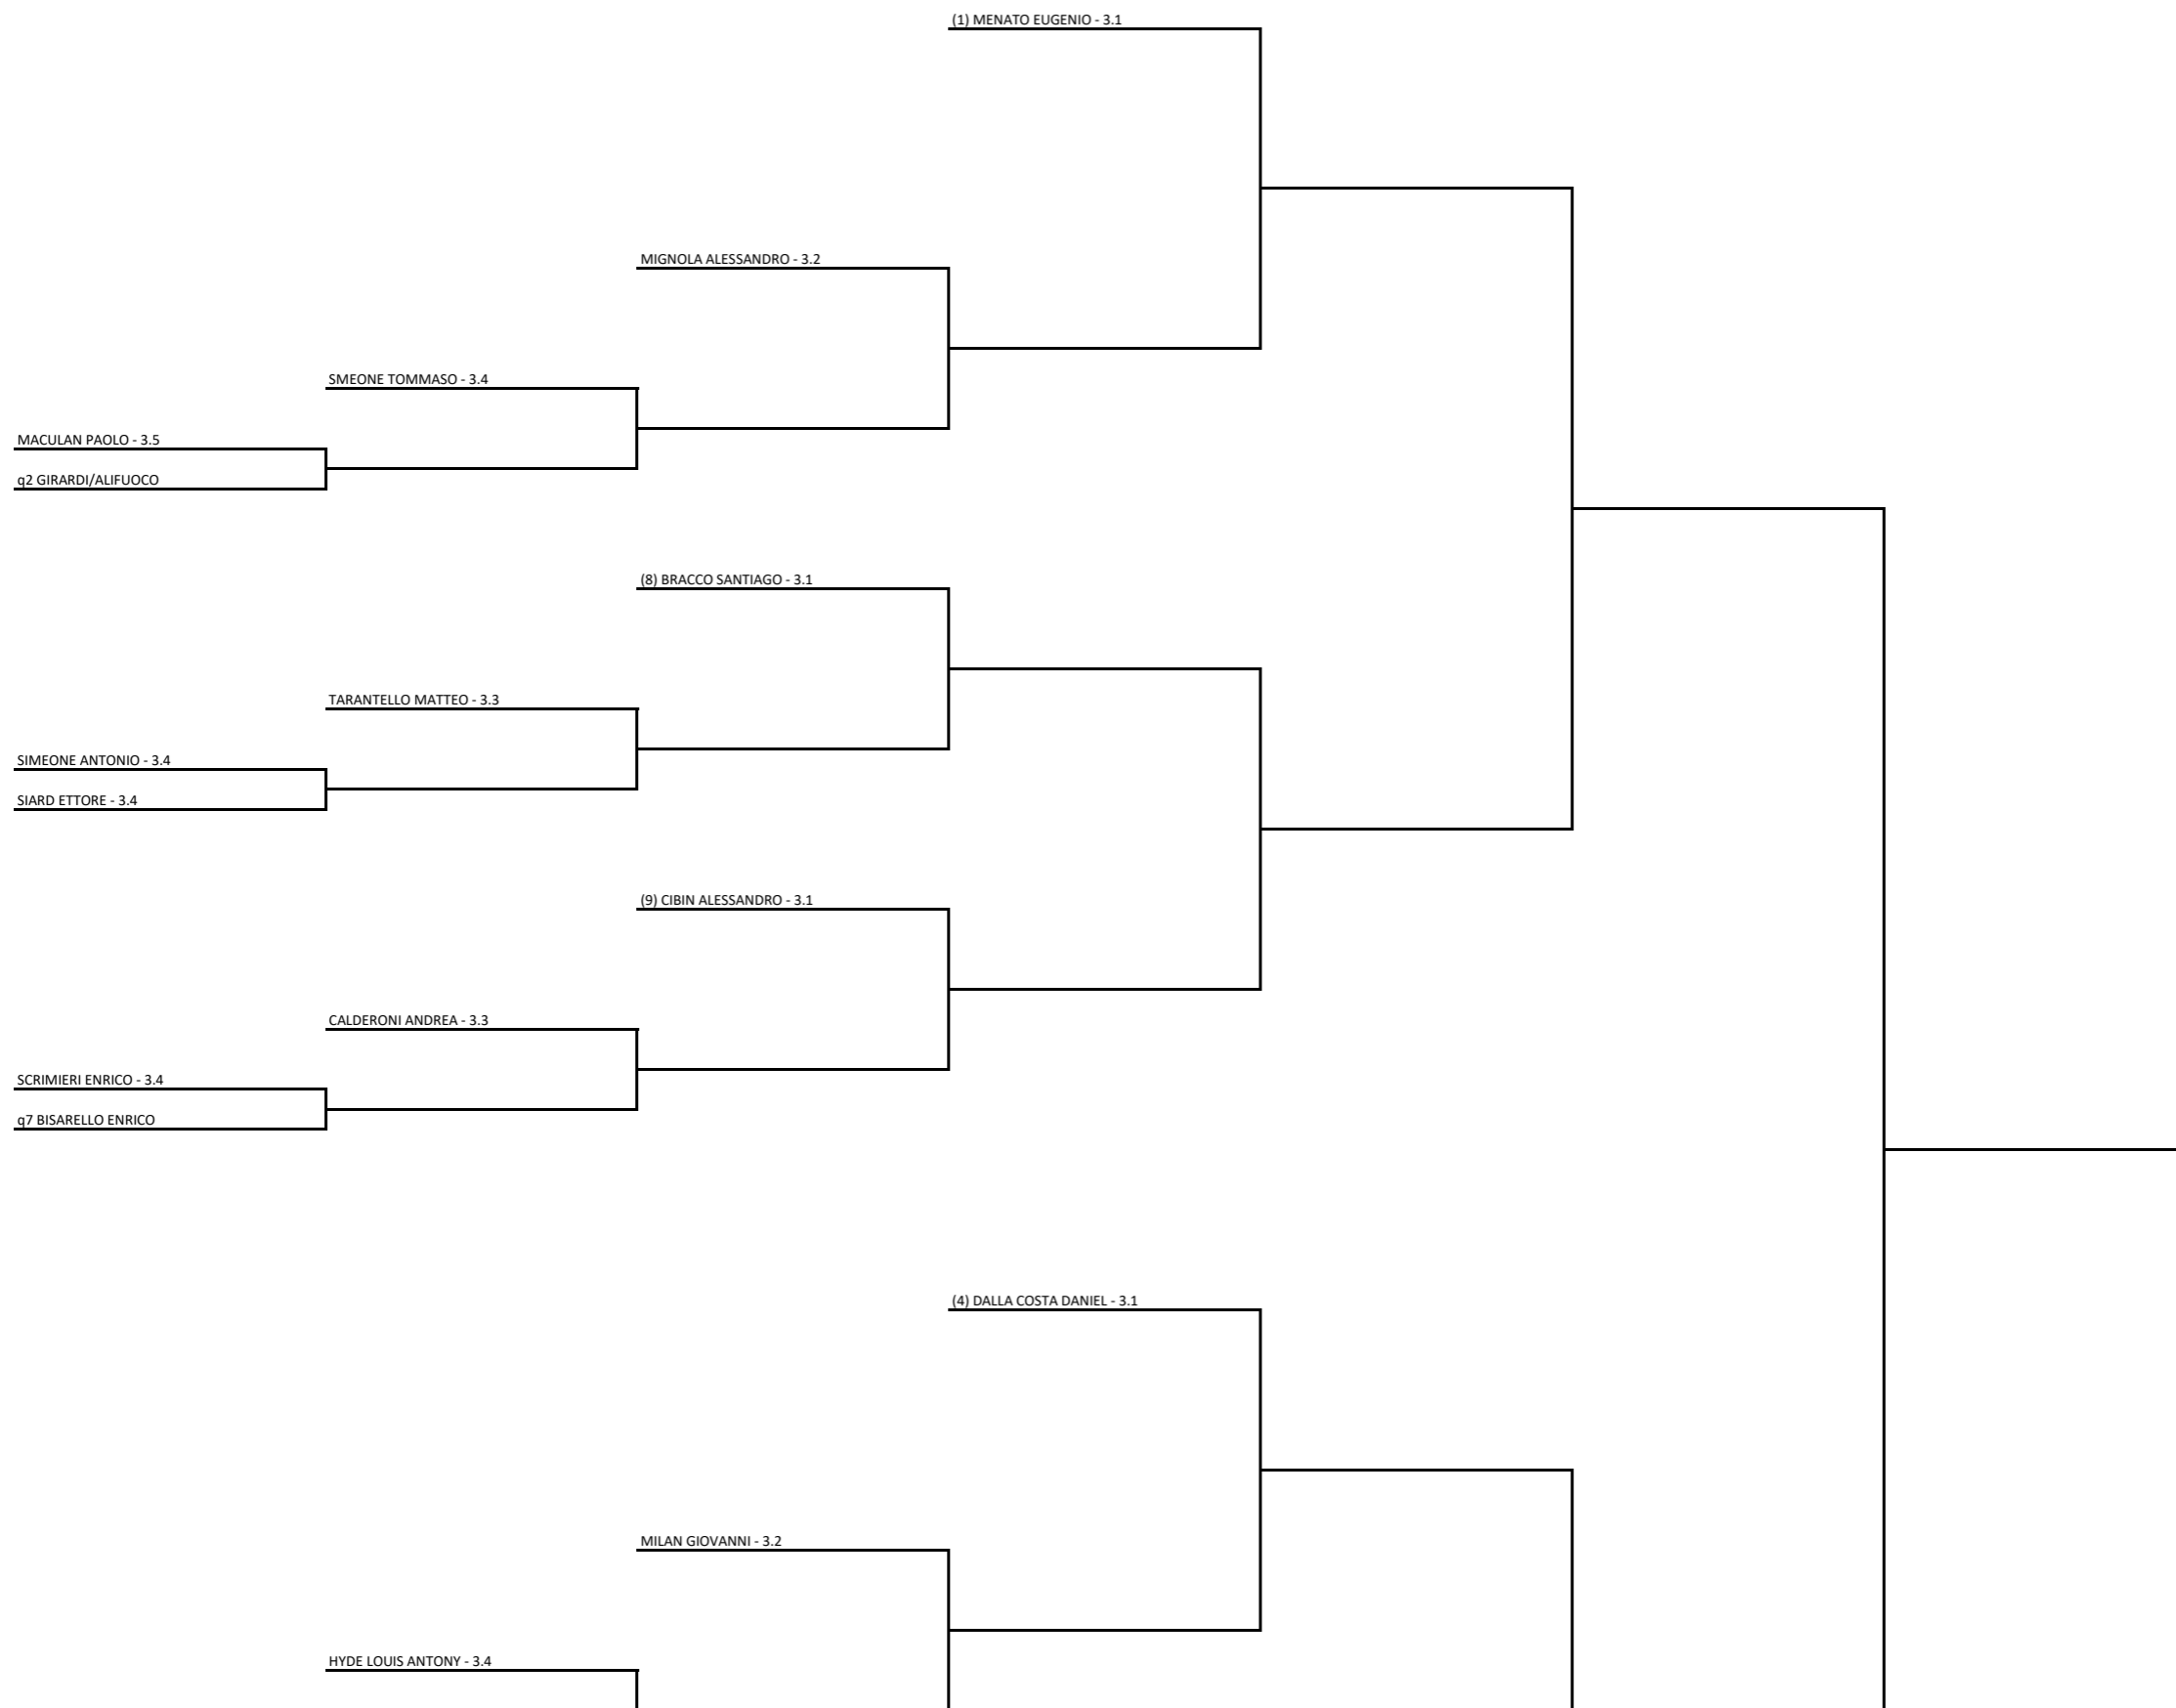 (1) MENATO EUGENIO - 3.1
MIGNOLA ALESSANDRO - 3.2
SMEONE TOMMASO - 3.4
MACULAN PAOLO - 3.5
q2 GIRARDI/ALIFUOCO
(8) BRACCO SANTIAGO - 3.1
TARANTELLO MATTEO - 3.3
SIMEONE ANTONIO - 3.4
SIARD ETTORE - 3.4
(9) CIBIN ALESSANDRO - 3.1
CALDERONI ANDREA - 3.3
SCRIMIERI ENRICO - 3.4
q7 BISARELLO ENRICO
(4) DALLA COSTA DANIEL - 3.1
MILAN GIOVANNI - 3.2
HYDE LOUIS ANTONY - 3.4